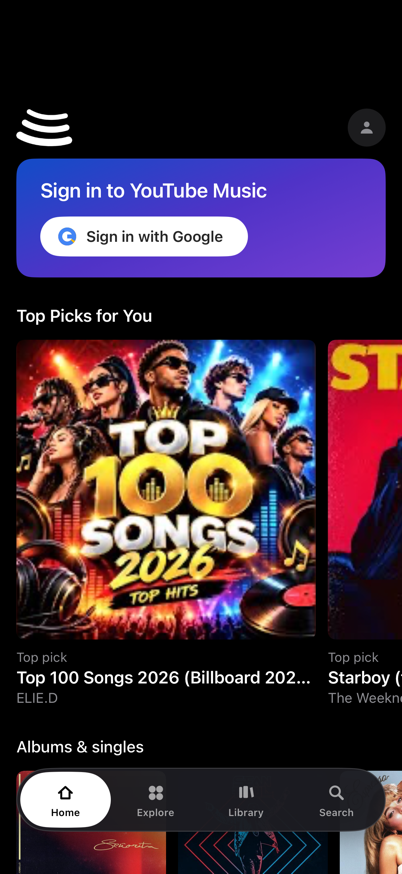 Sign in to YouTube Music
Sign in with Google
Top Picks for You
TOP
100
SONGS
2026
TOP HITS
STA
Top pick
Top 100 Songs 2026 (Billboard 202...
ELIE.D
Top pick
Starboy (
The Weekn
Albums & singles
Señorita
Home
Explore
Library
Search